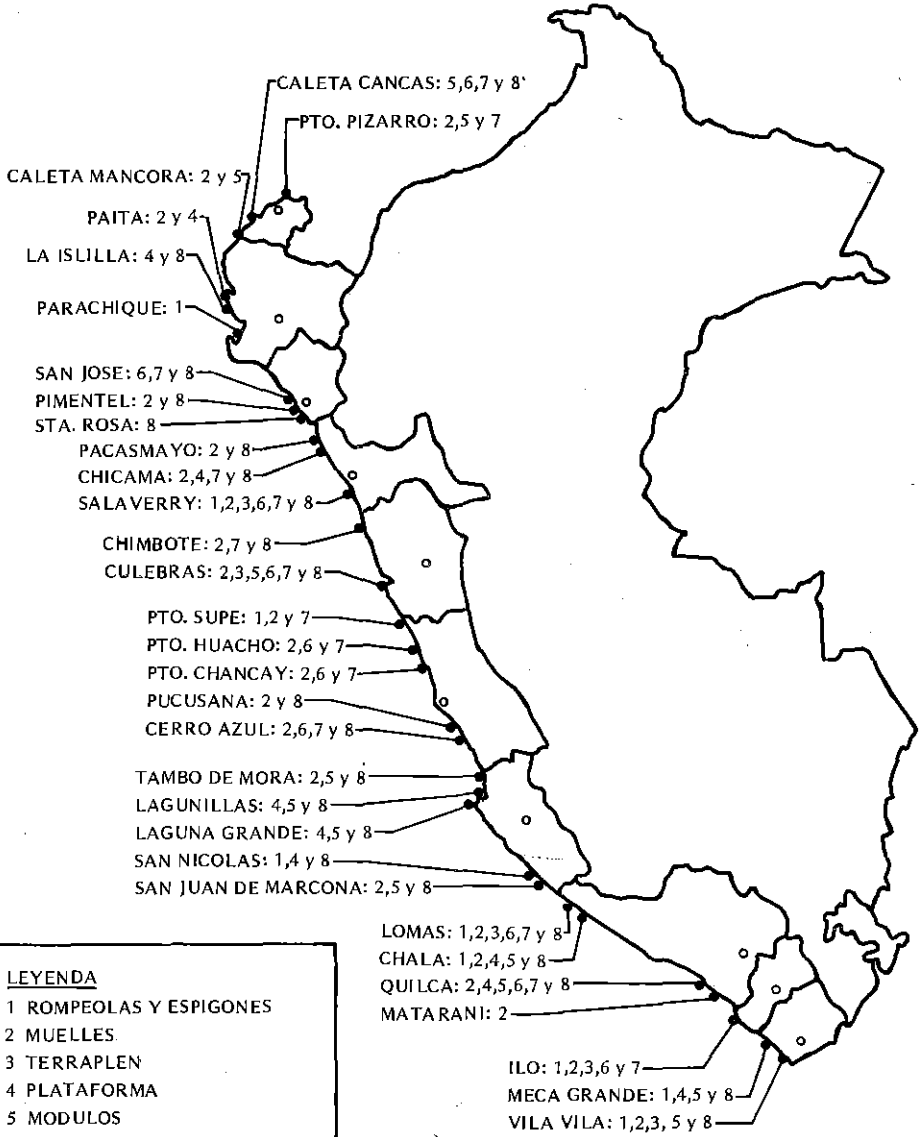 CALETA CANCAS: 5,6,7 y 8
PTO. PIZARRO: 2,5 y 7
CALETA MANCORA: 2 y 5
PAITA: 2 y 4
LA ISLILLA: 4 y 8
PARACHIQUE: 1
SAN JOSE: 6,7 y 8
PIMENTEL: 2 y 8
STA. ROSA: 8
PACASMAYO: 2 y 8
CHICAMA: 2,4,7 y 8
SALAVERRY: 1,2,3,6,7 y 8
CHIMBOTE: 2,7 y 8
CULEBRAS: 2,3,5,6,7 y 8
PTO. SUPE: 1,2 y 7
PTO. HUACHO: 2,6 y 7
PTO. CHANCAY: 2,6 y 7
PUCUSANA: 2 y 8
CERRO AZUL: 2,6,7 y 8
TAMBO DE MORA: 2,5 y 8
LAGUNILLAS: 4,5 y 8
LAGUNA GRANDE: 4,5 y 8
SAN NICOLAS: 1,4 y 8
SAN JUAN DE MARCONA: 2,5 y 8
LOMAS: 1,2,3,6,7 y 8
CHALA: 1,2,4,5 y 8
QUILCA: 2,4,5,6,7 y 8
MATARANI: 2
ILO: 1,2,3,6 y 7
MECA GRANDE: 1,4,5 y 8
VILA VILA: 1,2,3, 5 y 8
LEYENDA
1 ROMPEOLAS Y ESPIGONES
2 MUELLES
3 TERRAPLEN
4 PLATAFORMA
5 MODULOS